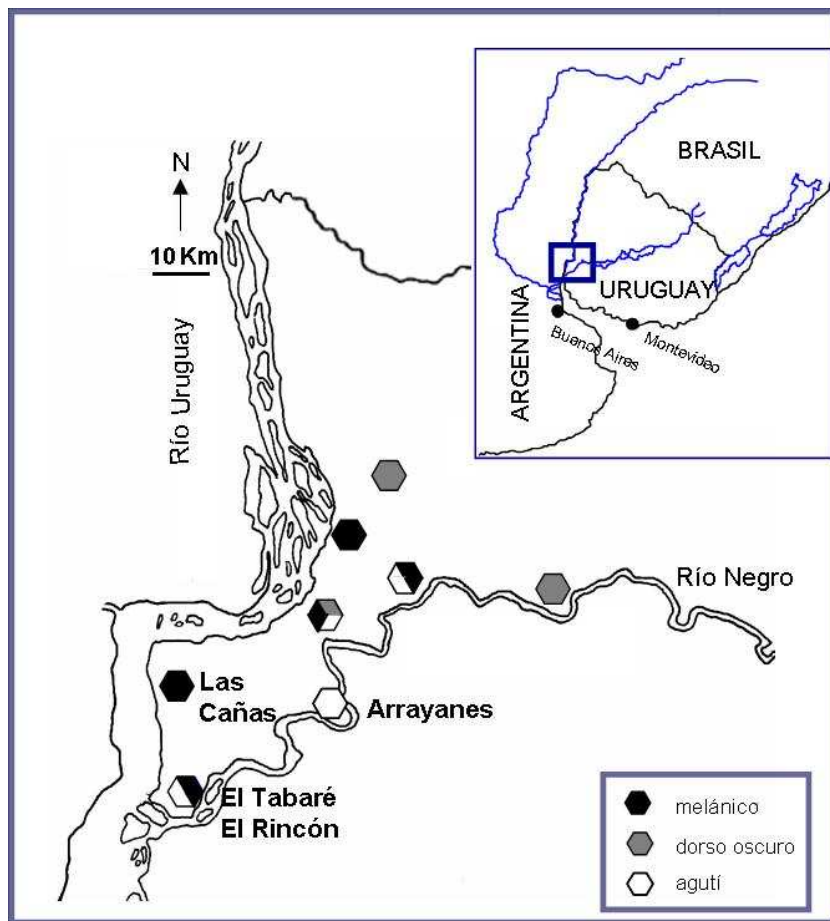 N
10 Km
Río Uruguay
BRASIL
URUGUAY
ARGENTINA
Buenos Aires
Montevideo
Río Negro
Las
Cañas
Arrayanes
El Tabaré
El Rincón
melánico
dorso oscuro
agutí